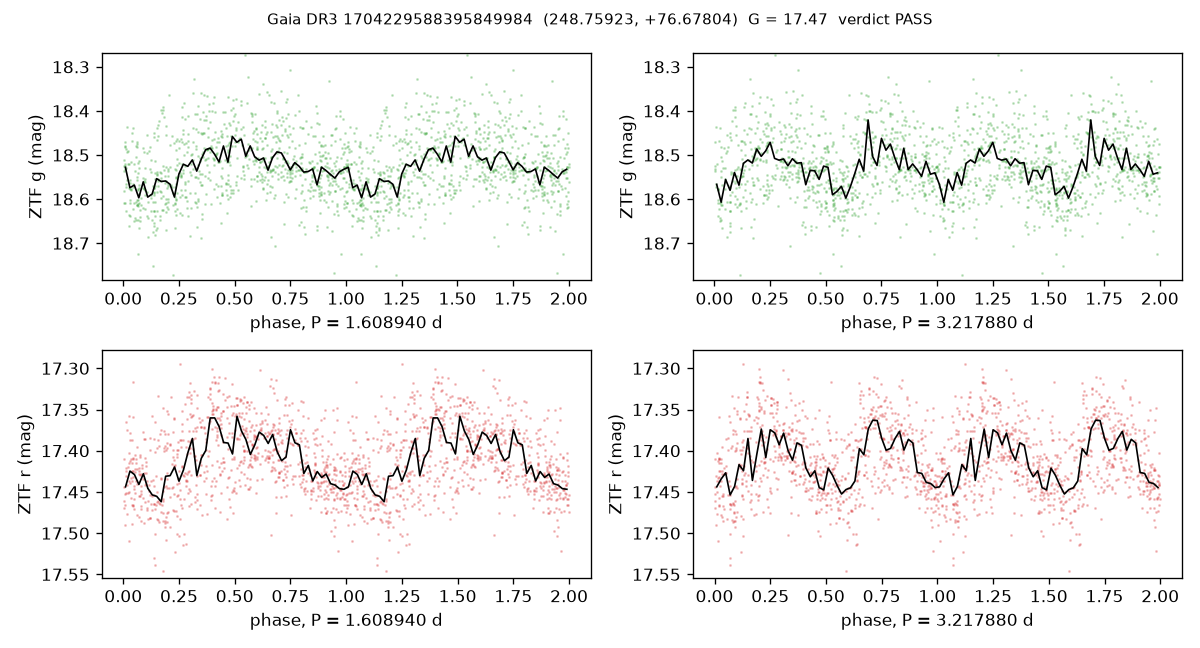 Gaia DR3 1704229588395849984 (248.75923, +76.67804) G = 17.47 verdict PASS
ZTF g (mag)
18.3
18.4
18.5
18.6
18.7
0.00 0.25 0.50 0.75 1.00 1.25 1.50 1.75 2.00
phase, P = 1.608940 d
ZTF g (mag)
18.3
18.4
18.5
18.6
18.7
0.00 0.25 0.50 0.75 1.00 1.25 1.50 1.75 2.00
phase, P = 3.217880 d
ZTF r (mag)
17.30
17.35
17.40
17.45
17.50
17.55
0.00 0.25 0.50 0.75 1.00 1.25 1.50 1.75 2.00
phase, P = 1.608940 d
ZTF r (mag)
17.30
17.35
17.40
17.45
17.50
17.55
0.00 0.25 0.50 0.75 1.00 1.25 1.50 1.75 2.00
phase, P = 3.217880 d